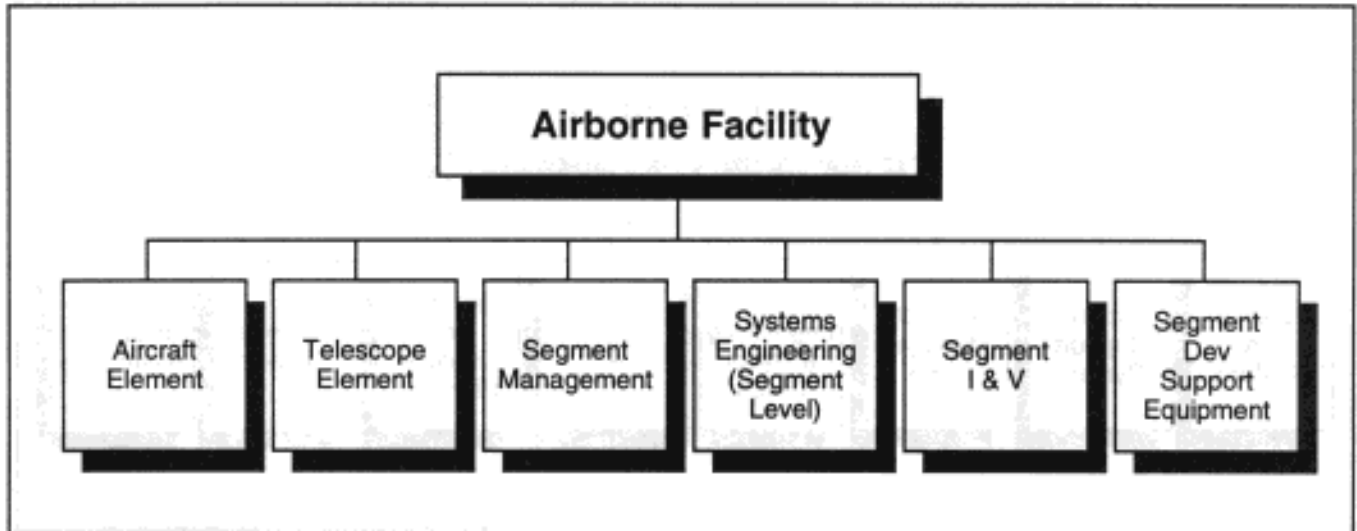 Airborne Facility
Aircraft
Element
Telescope
Element
Segment
Management
Systems
Engineering
(Segment
Level)
Segment
I & V
Segment
Dev
Support
Equipment